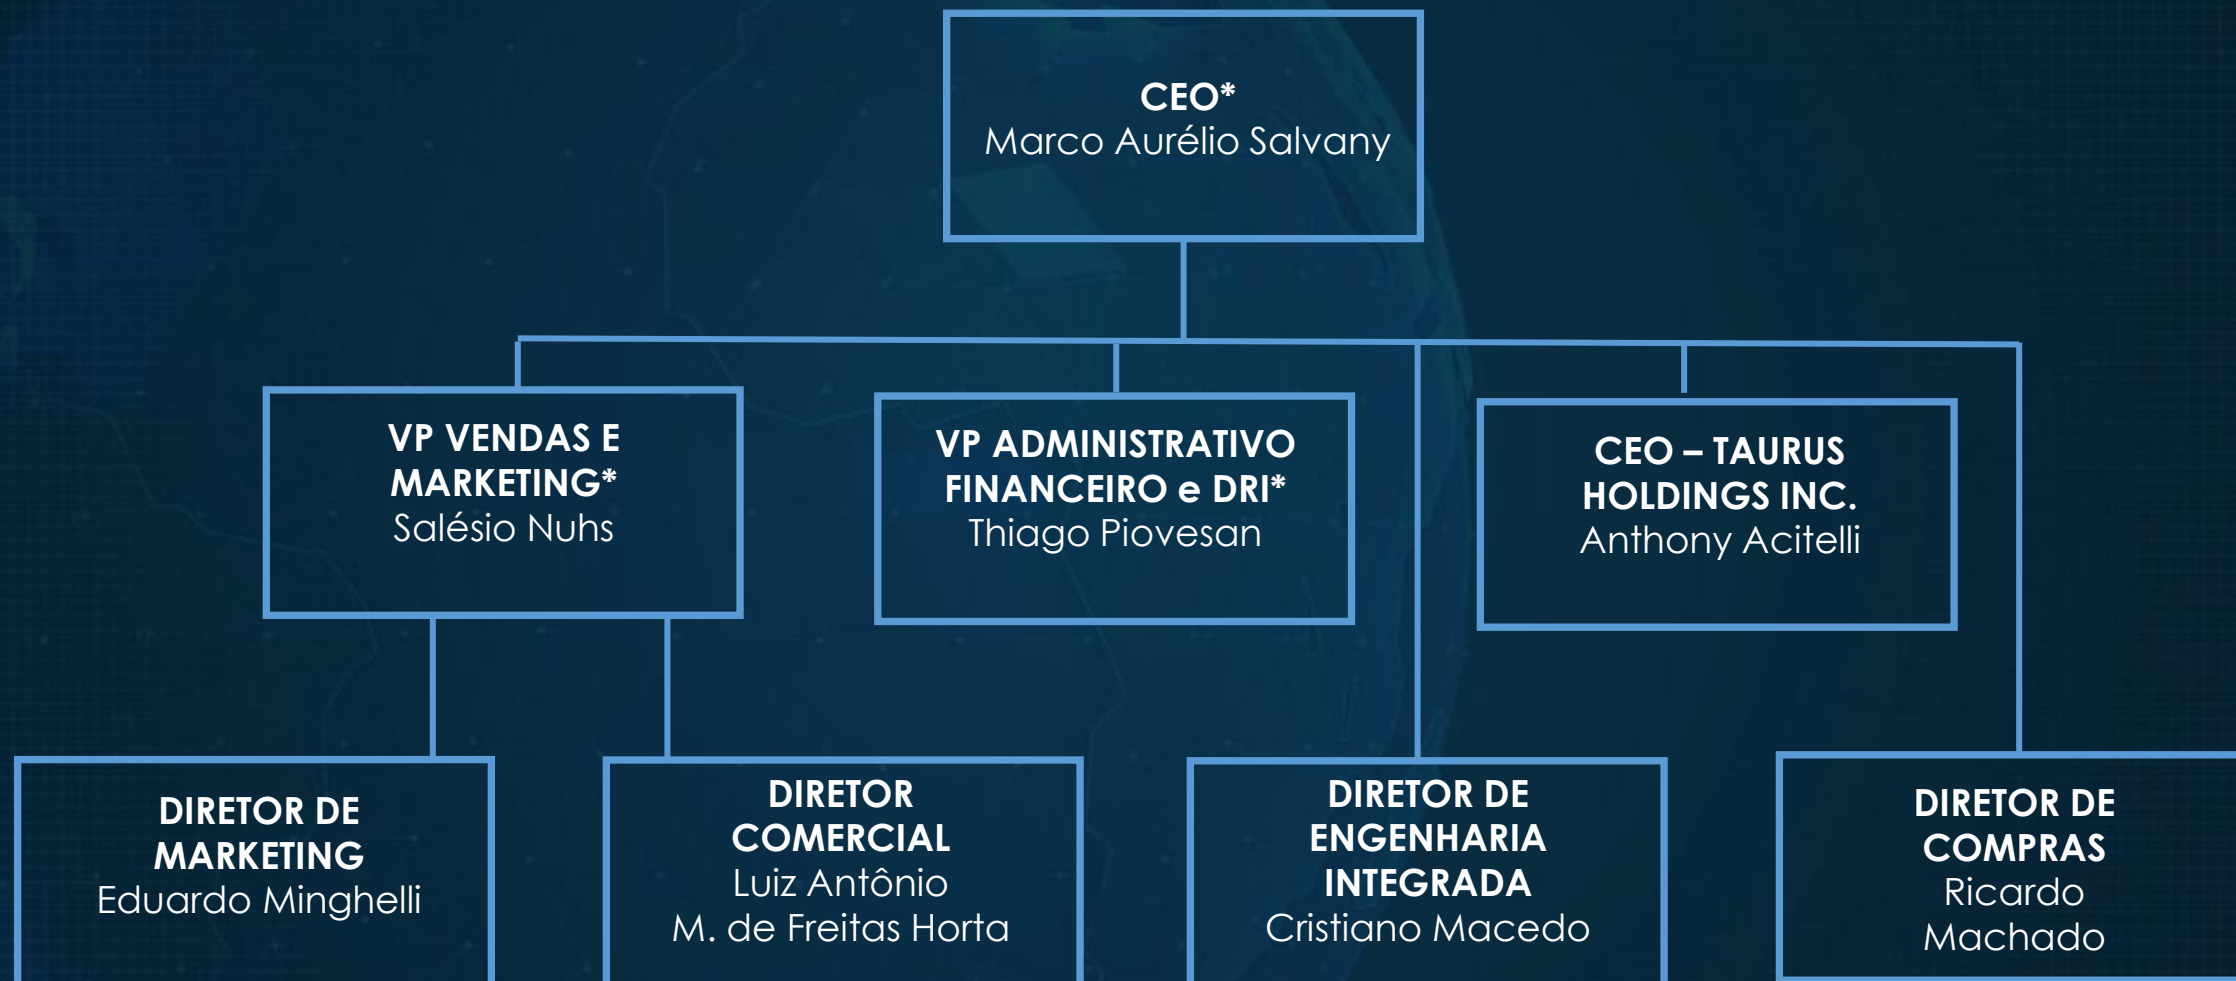 CEO*
Marco Aurélio Salvany
VP VENDAS E
MARKETING*
Salésio Nuhs
VP ADMINISTRATIVO
FINANCEIRO e DRI*
Thiago Piovesan
CEO – TAURUS
HOLDINGS INC.
Anthony Acitelli
DIRETOR DE
MARKETING
Eduardo Minghelli
DIRETOR
COMERCIAL
Luiz Antônio
M. de Freitas Horta
DIRETOR DE
ENGENHARIA
INTEGRADA
Cristiano Macedo
DIRETOR DE
COMPRAS
Ricardo
Machado